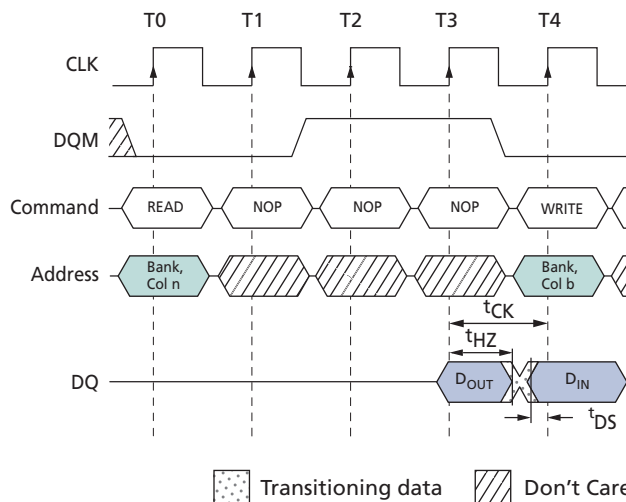 T0 T1 T2 T3 T4
CLK
DQM
Command READ NOP NOP NOP WRITE
Address Bank, Col n Bank, Col b
tCK
tHZ
DQ DOUT DIN
tDS
Transitioning data Don't Care